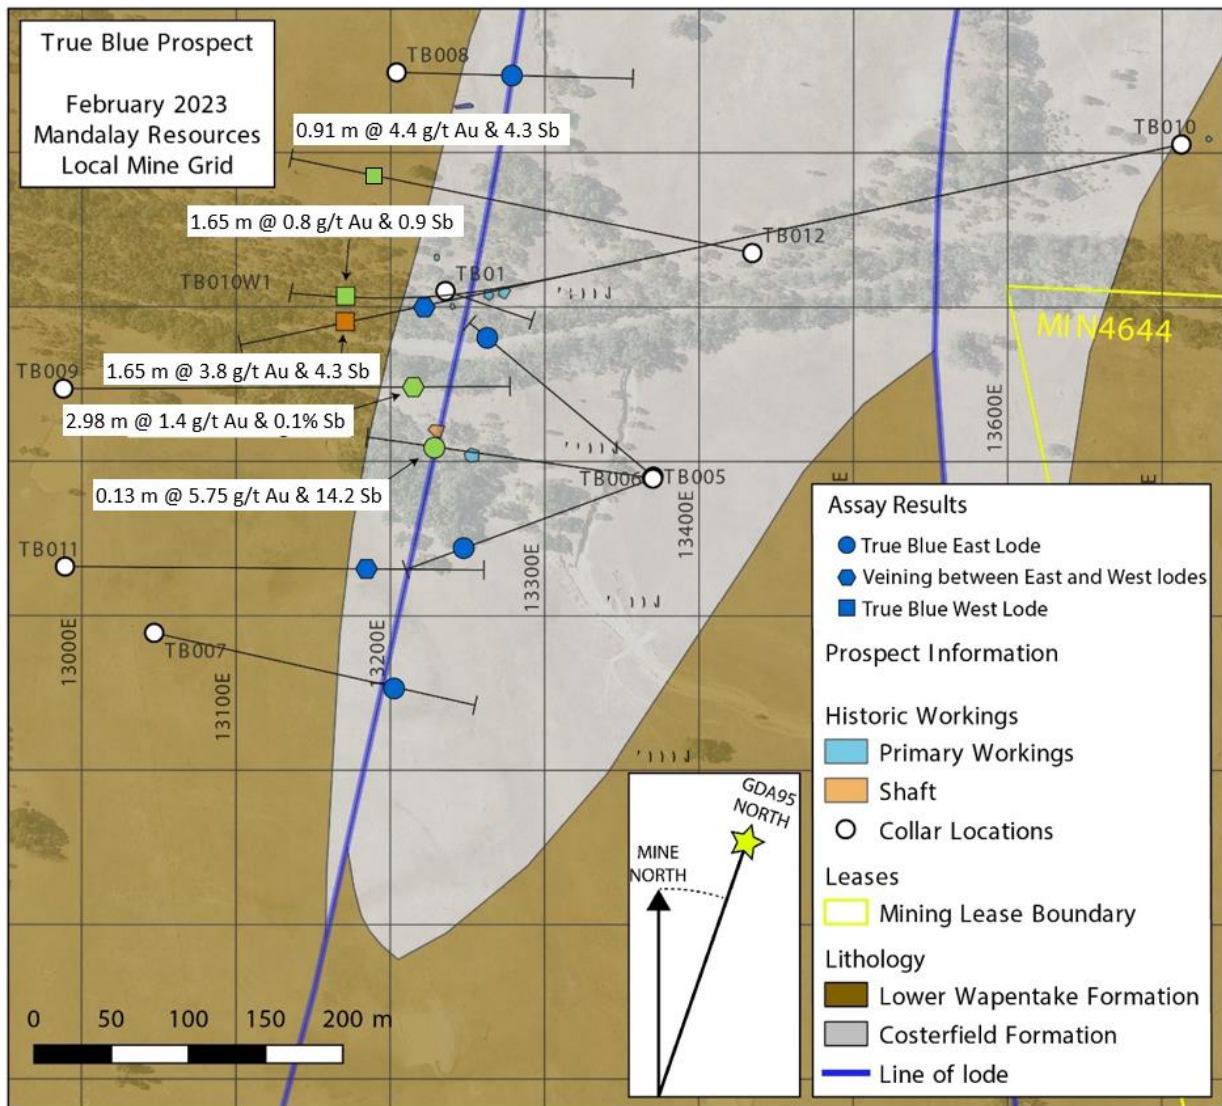 True Blue Prospect
February 2023
Mandalay Resources
Local Mine Grid
TB008
0.91 m @ 4.4 g/t Au & 4.3 Sb
TB010
1.65 m @ 0.8 g/t Au & 0.9 Sb
TB012
TB010W1
TB01
MIN4644
1.65 m @ 3.8 g/t Au & 4.3 Sb
TB009
2.98 m @ 1.4 g/t Au & 0.1% Sb
13600E
TB006
TB005
0.13 m @ 5.75 g/t Au & 14.2 Sb
13400E
TB011
13300E
TB007
13000E
13200E
13100E
Assay Results
True Blue East Lode
Veining between East and West lodes
True Blue West Lode
Prospect Information
Historic Workings
Primary Workings
Shaft
Collar Locations
Leases
Mining Lease Boundary
Lithology
Lower Wapentake Formation
Costerfield Formation
Line of lode
GDA95
NORTH
MINE
NORTH
0 50 100 150 200 m